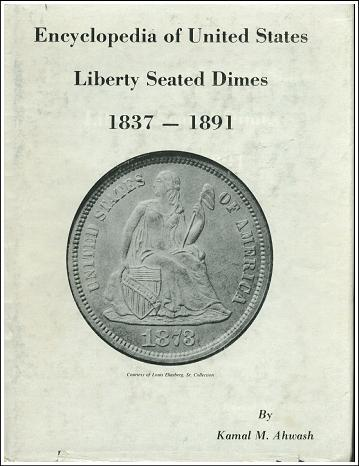 Encyclopedia of United States
Liberty Seated Dimes
1837 — 1891
UNITED STATES OF AMERICA
1873
Courtesy of Louis Eliasberg, Sr. Collection
By
Kamal M. Ahwash